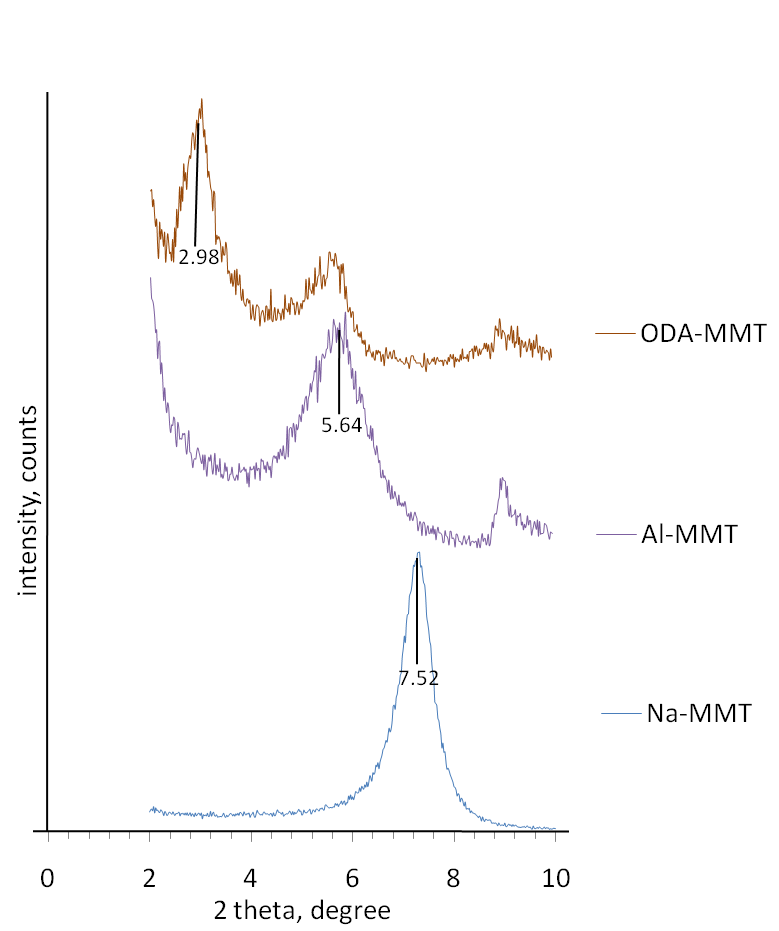 2.98
ODA-MMT
5.64
intensity, counts
Al-MMT
7.52
Na-MMT
0 2 4 6 8 10
2 theta, degree